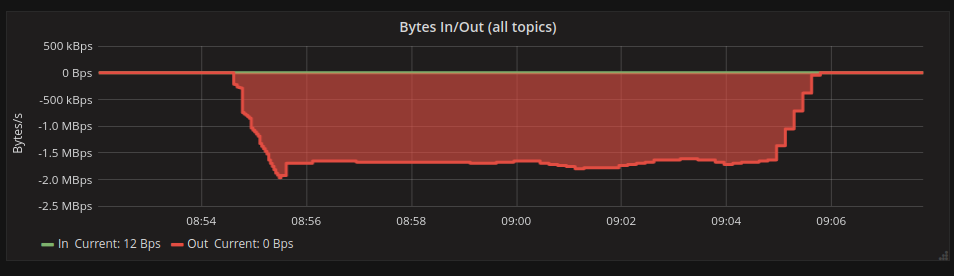 Bytes In/Out (all topics)
500 kBps
0 Bps
-500 kBps
-1.0 MBps
-1.5 MBps
-2.0 MBps
-2.5 MBps
Bytes/s
08:54 08:56 08:58 09:00 09:02 09:04 09:06
In Current: 12 Bps Out Current: 0 Bps